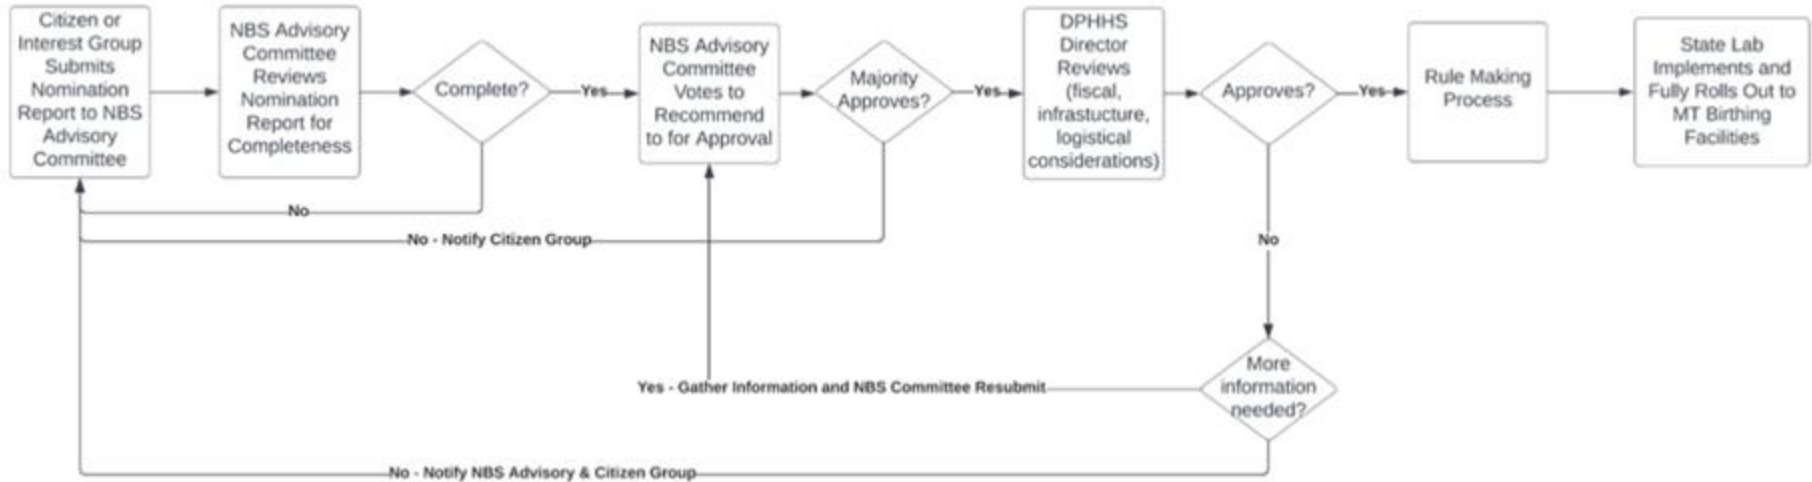 Citizen or
Interest Group
Submits
Nomination
Report to NBS
Advisory
Committee
NBS Advisory
Committee
Reviews
Nomination
Report for
Completeness
Complete?
Yes
NBS Advisory
Committee
Votes to
Recommend
to for Approval
Majority
Approves?
Yes
DPHHS
Director
Reviews
(fiscal,
infrastucture,
logistical
considerations)
Approves?
Yes
Rule Making
Process
State Lab
Implements and
Fully Rolls Out to
MT Birthing
Facilities
No
No - Notify Citizen Group
No
More
information
needed?
Yes - Gather Information and NBS Committee Resubmit
No - Notify NBS Advisory & Citizen Group